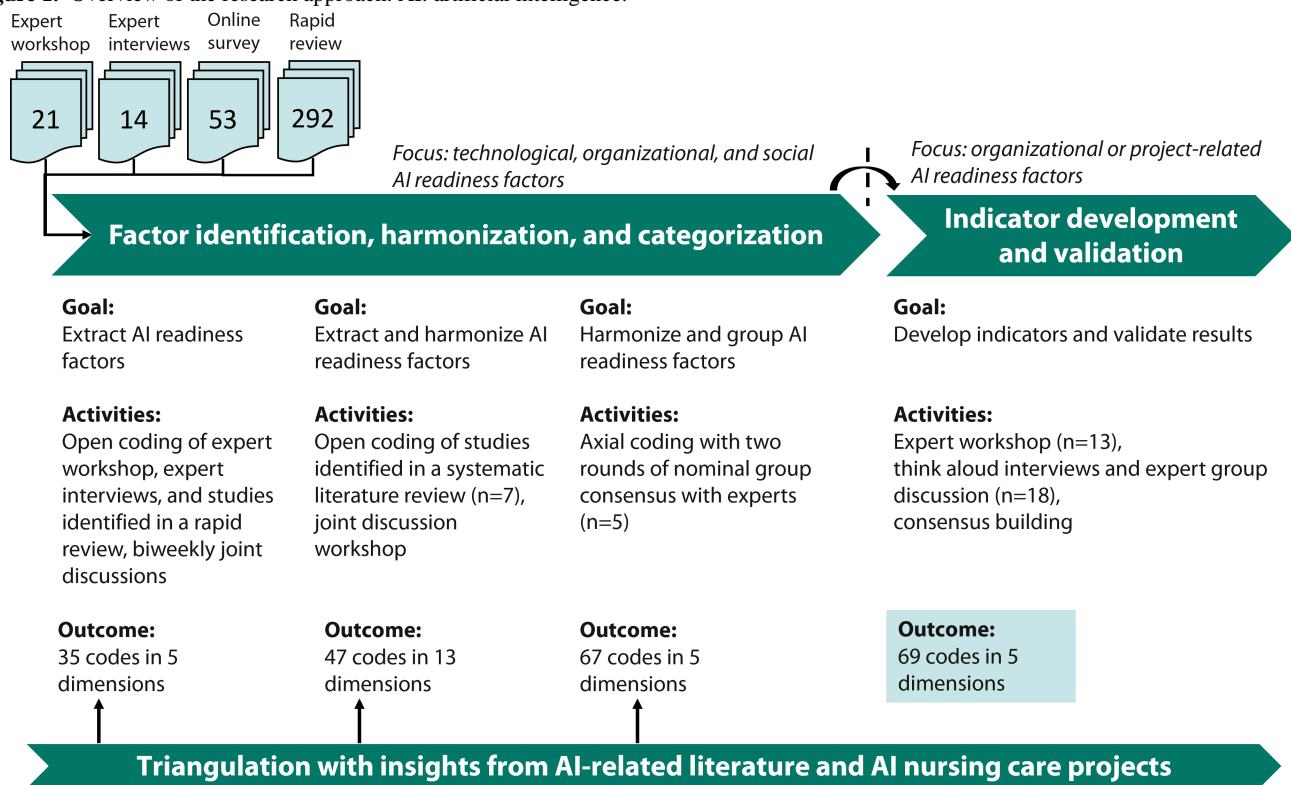 Overview of the research approach. AI: artificial intelligence.
Expert
workshop
Expert
interviews
Online
survey
Rapid
review
21
14
53
292
Focus: technological, organizational, and social
AI readiness factors
Focus: organizational or project-related
AI readiness factors
Factor identification, harmonization, and categorization
Indicator development
and validation
Goal:
Extract AI readiness
factors
Goal:
Extract and harmonize AI
readiness factors
Goal:
Harmonize and group AI
readiness factors
Goal:
Develop indicators and validate results
Activities:
Open coding of expert
workshop, expert
interviews, and studies
identified in a rapid
review, biweekly joint
discussions
Activities:
Open coding of studies
identified in a systematic
literature review (n=7),
joint discussion
workshop
Activities:
Axial coding with two
rounds of nominal group
consensus with experts
(n=5)
Activities:
Expert workshop (n=13),
think aloud interviews and expert group
discussion (n=18),
consensus building
Outcome:
35 codes in 5
dimensions
Outcome:
47 codes in 13
dimensions
Outcome:
67 codes in 5
dimensions
Outcome:
69 codes in 5
dimensions
Triangulation with insights from AI-related literature and AI nursing care projects